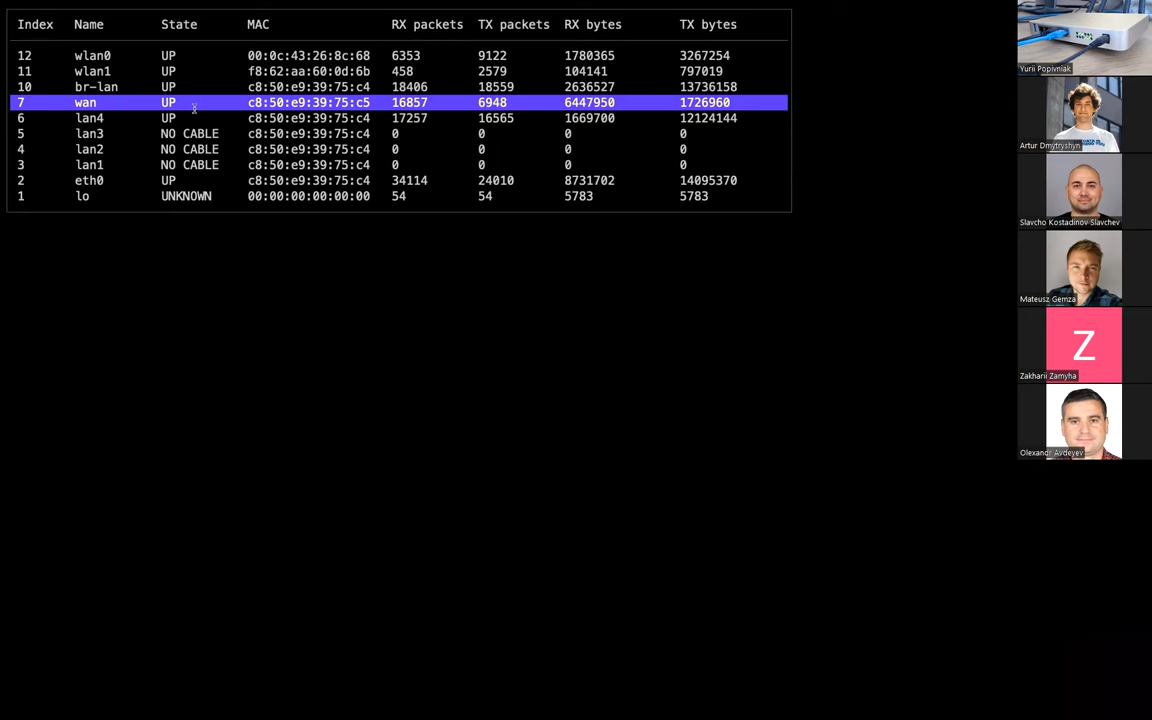 Index Name State MAC RX packets TX packets RX bytes TX bytes
12 wlan0 UP 00:0c:43:26:8c:68 6353 9122 1780365 3267254
11 wlan1 UP f8:62:aa:60:0d:6b 458 2579 104141 797019
10 br-lan UP c8:50:e9:39:75:c4 18406 18559 2636527 13736158
7 wan UP c8:50:e9:39:75:c5 16857 6948 6447950 1726960
6 lan4 UP c8:50:e9:39:75:c4 17257 16565 1669700 12124144
5 lan3 NO CABLE c8:50:e9:39:75:c4 0 0 0 0
4 lan2 NO CABLE c8:50:e9:39:75:c4 0 0 0 0
3 lan1 NO CABLE c8:50:e9:39:75:c4 0 0 0 0
2 eth0 UP c8:50:e9:39:75:c4 34114 24010 8731702 14095370
1 lo UNKNOWN 00:00:00:00:00:00 54 54 5783 5783
Yurii Popivniak
Artur Dmytryshyn
Slavcho Kostadinov Slavchev
Mateusz Gemza
Z
Zakharii Zamyha
Olexandr Avdeyev